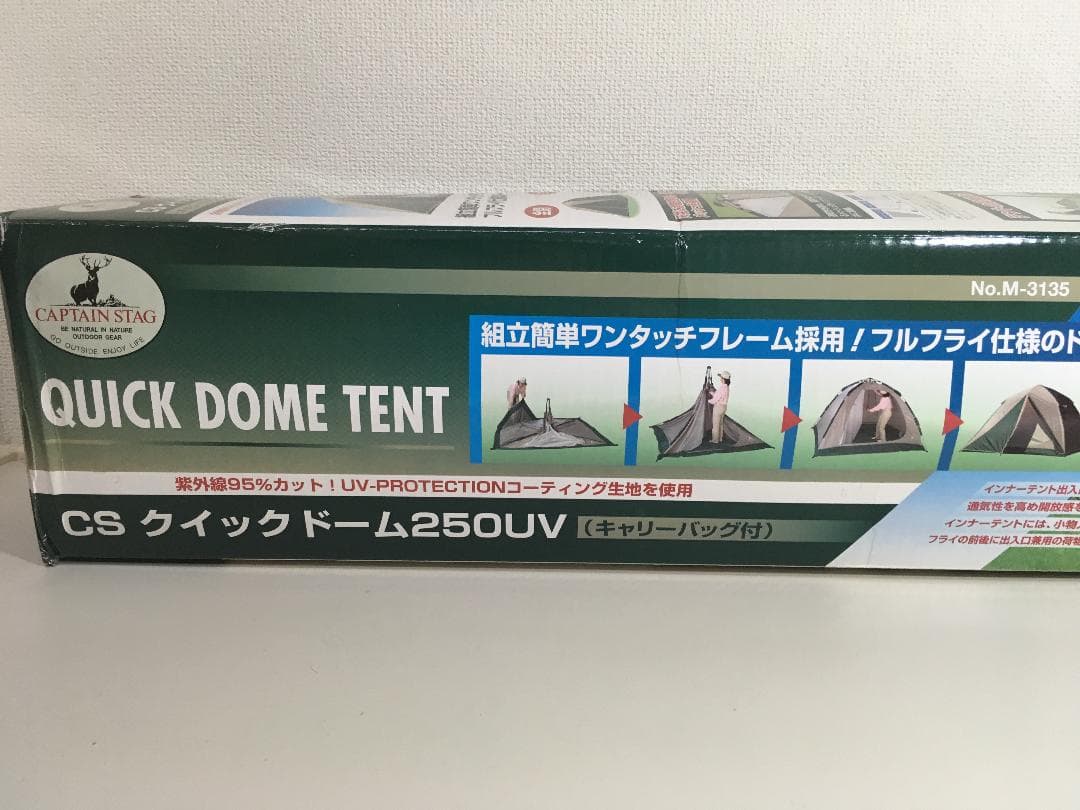 CAPTAIN STAG
BE NATURAL IN NATURE
OUTDOOR GEAR
GO OUTSIDE ENJOY LIFE
No.M-3135
組立簡単ワンタッチフレーム採用!フルフライ仕様のド
QUICK DOME TENT
紫外線95%カット!UV-PROTECTIONコーティング生地を使用
CS クイックドーム250UV
(キャリーバッグ付)
インナーテント出入
通気性を高め開放感を
インナーテントには、小物
フライの前後に出入口兼用の荷物